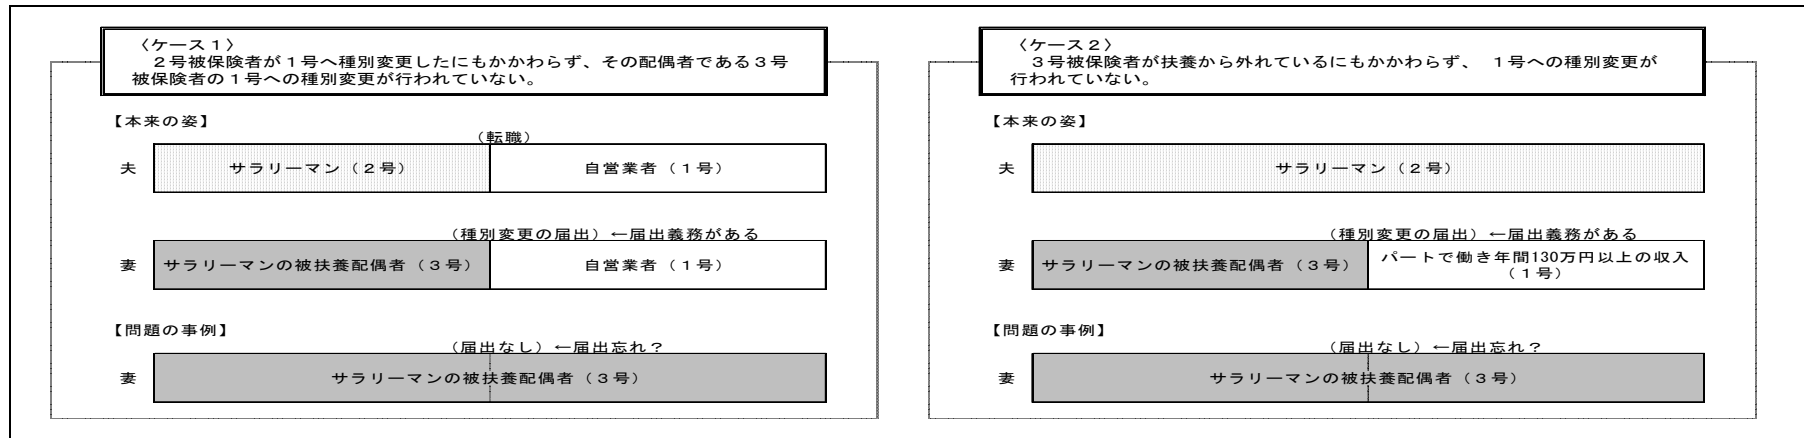 〈ケース１〉
２号被保険者が１号へ種別変更したにもかかわらず、その配偶者である３号
被保険者の１号への種別変更が行われていない。
【本来の姿】
（転職）
夫
サラリーマン（２号）
自営業者（１号）
（種別変更の届出）←届出義務がある
妻
サラリーマンの被扶養配偶者（３号）
自営業者（１号）
【問題の事例】
（届出なし）←届出忘れ？
妻
サラリーマンの被扶養配偶者（３号）
〈ケース２〉
３号被保険者が扶養から外れているにもかかわらず、　１号への種別変更が
行われていない。
【本来の姿】
夫
サラリーマン（２号）
（種別変更の届出）←届出義務がある
妻
サラリーマンの被扶養配偶者（３号）
パートで働き年間130万円以上の収入
（１号）
【問題の事例】
（届出なし）←届出忘れ？
妻
サラリーマンの被扶養配偶者（３号）